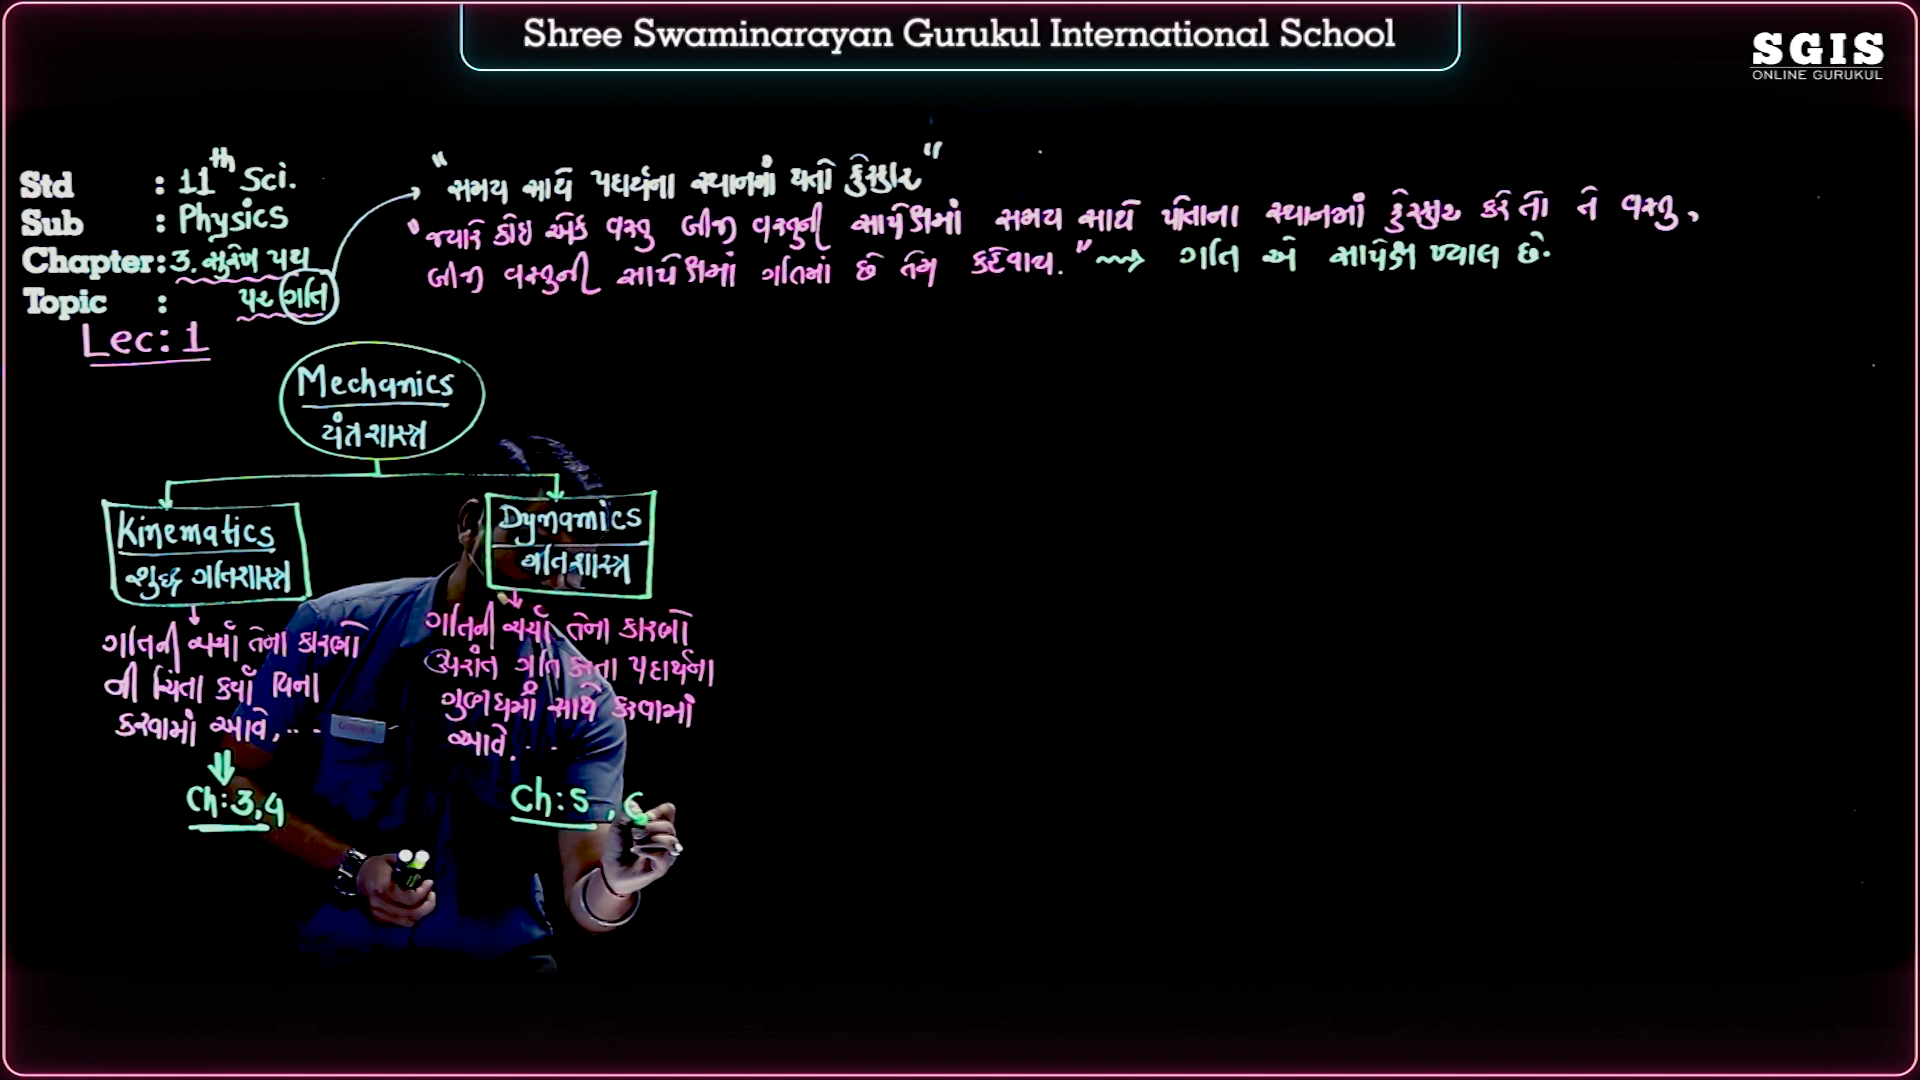 Shree Swaminarayan Gurukul International School
SGIS
ONLINE GURUKUL
Std : 11th Sci.
Sub : Physics
Chapter: 3. સુરેખ પથ
Topic : પર ગતિ
Lec: 1
"સમય સાથે પદાર્થના સ્થાનમાં થતો ફેરફાર"
"જ્યારે કોઇ એક વસ્તુ બીજી વસ્તુની સાપેક્ષમાં સમય સાથે પોતાના સ્થાનમાં ફેરફાર કરે તો તે વસ્તુ,
બીજી વસ્તુની સાપેક્ષમાં ગતિમાં છે તેમ કહેવાય." ⇝ ગતિ એ સાપેક્ષ ખ્યાલ છે.
Mechanics
યંત્રશાસ્ત્ર
Kinematics
શુદ્ધ ગતિશાસ્ત્ર
ગતિની ચર્ચા તેના કારણો
ની ચિંતા કર્યા વિના
કરવામાં આવે,...
Ch: 3,4
Dynamics
ગતિશાસ્ત્ર
ગતિની ચર્ચા તેના કારણો
ઉપરાંત ગતિ કરતા પદાર્થના
ગુણધર્મો સાથે કરવામાં
આવે...
Ch: 5,